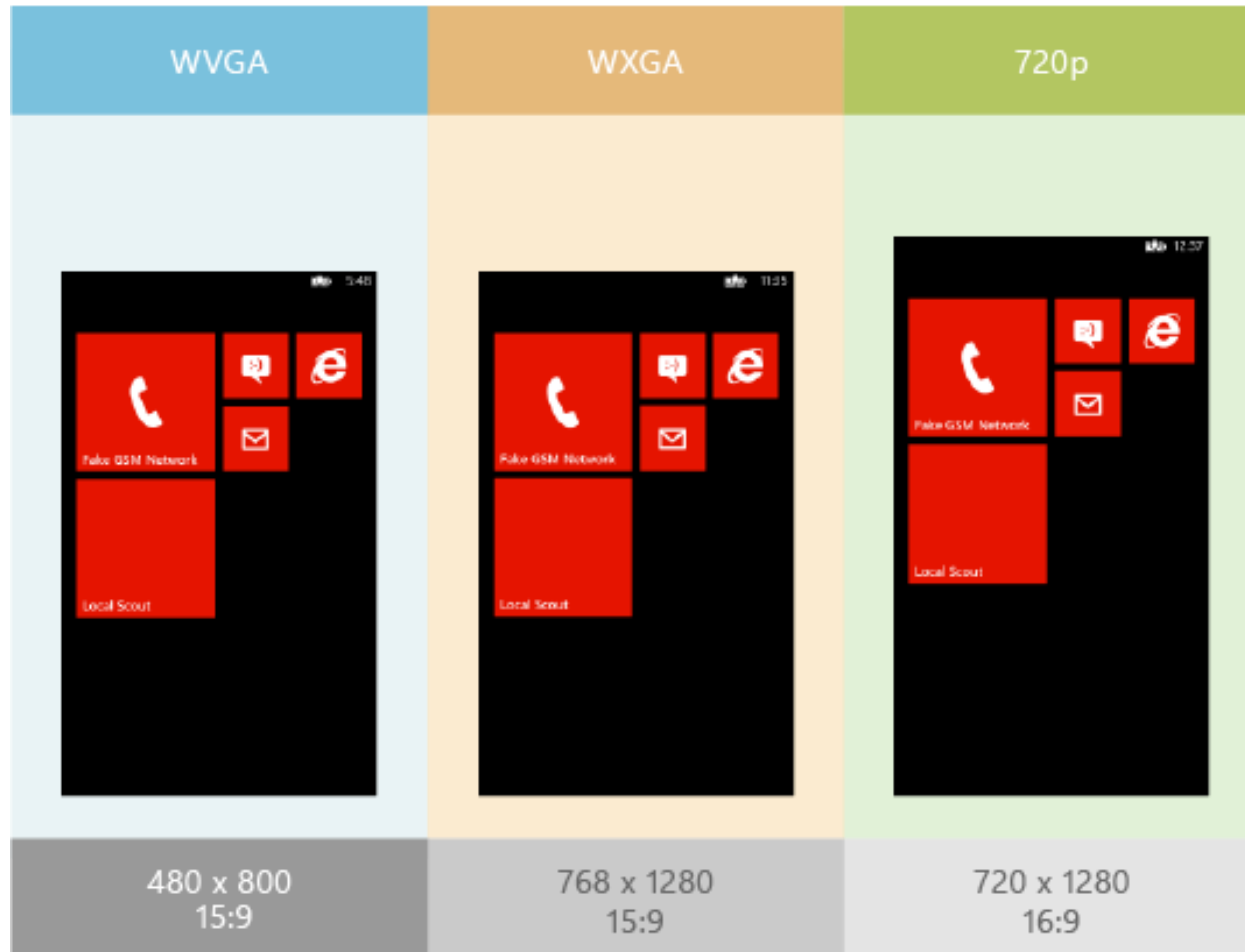 WVGA
WXGA
720p
5:48
11:35
12:37
:-)
:-)
:-)
Fake GSM Network
Fake GSM Network
Fake GSM Network
Local Scout
Local Scout
Local Scout
480 x 800
15:9
768 x 1280
15:9
720 x 1280
16:9